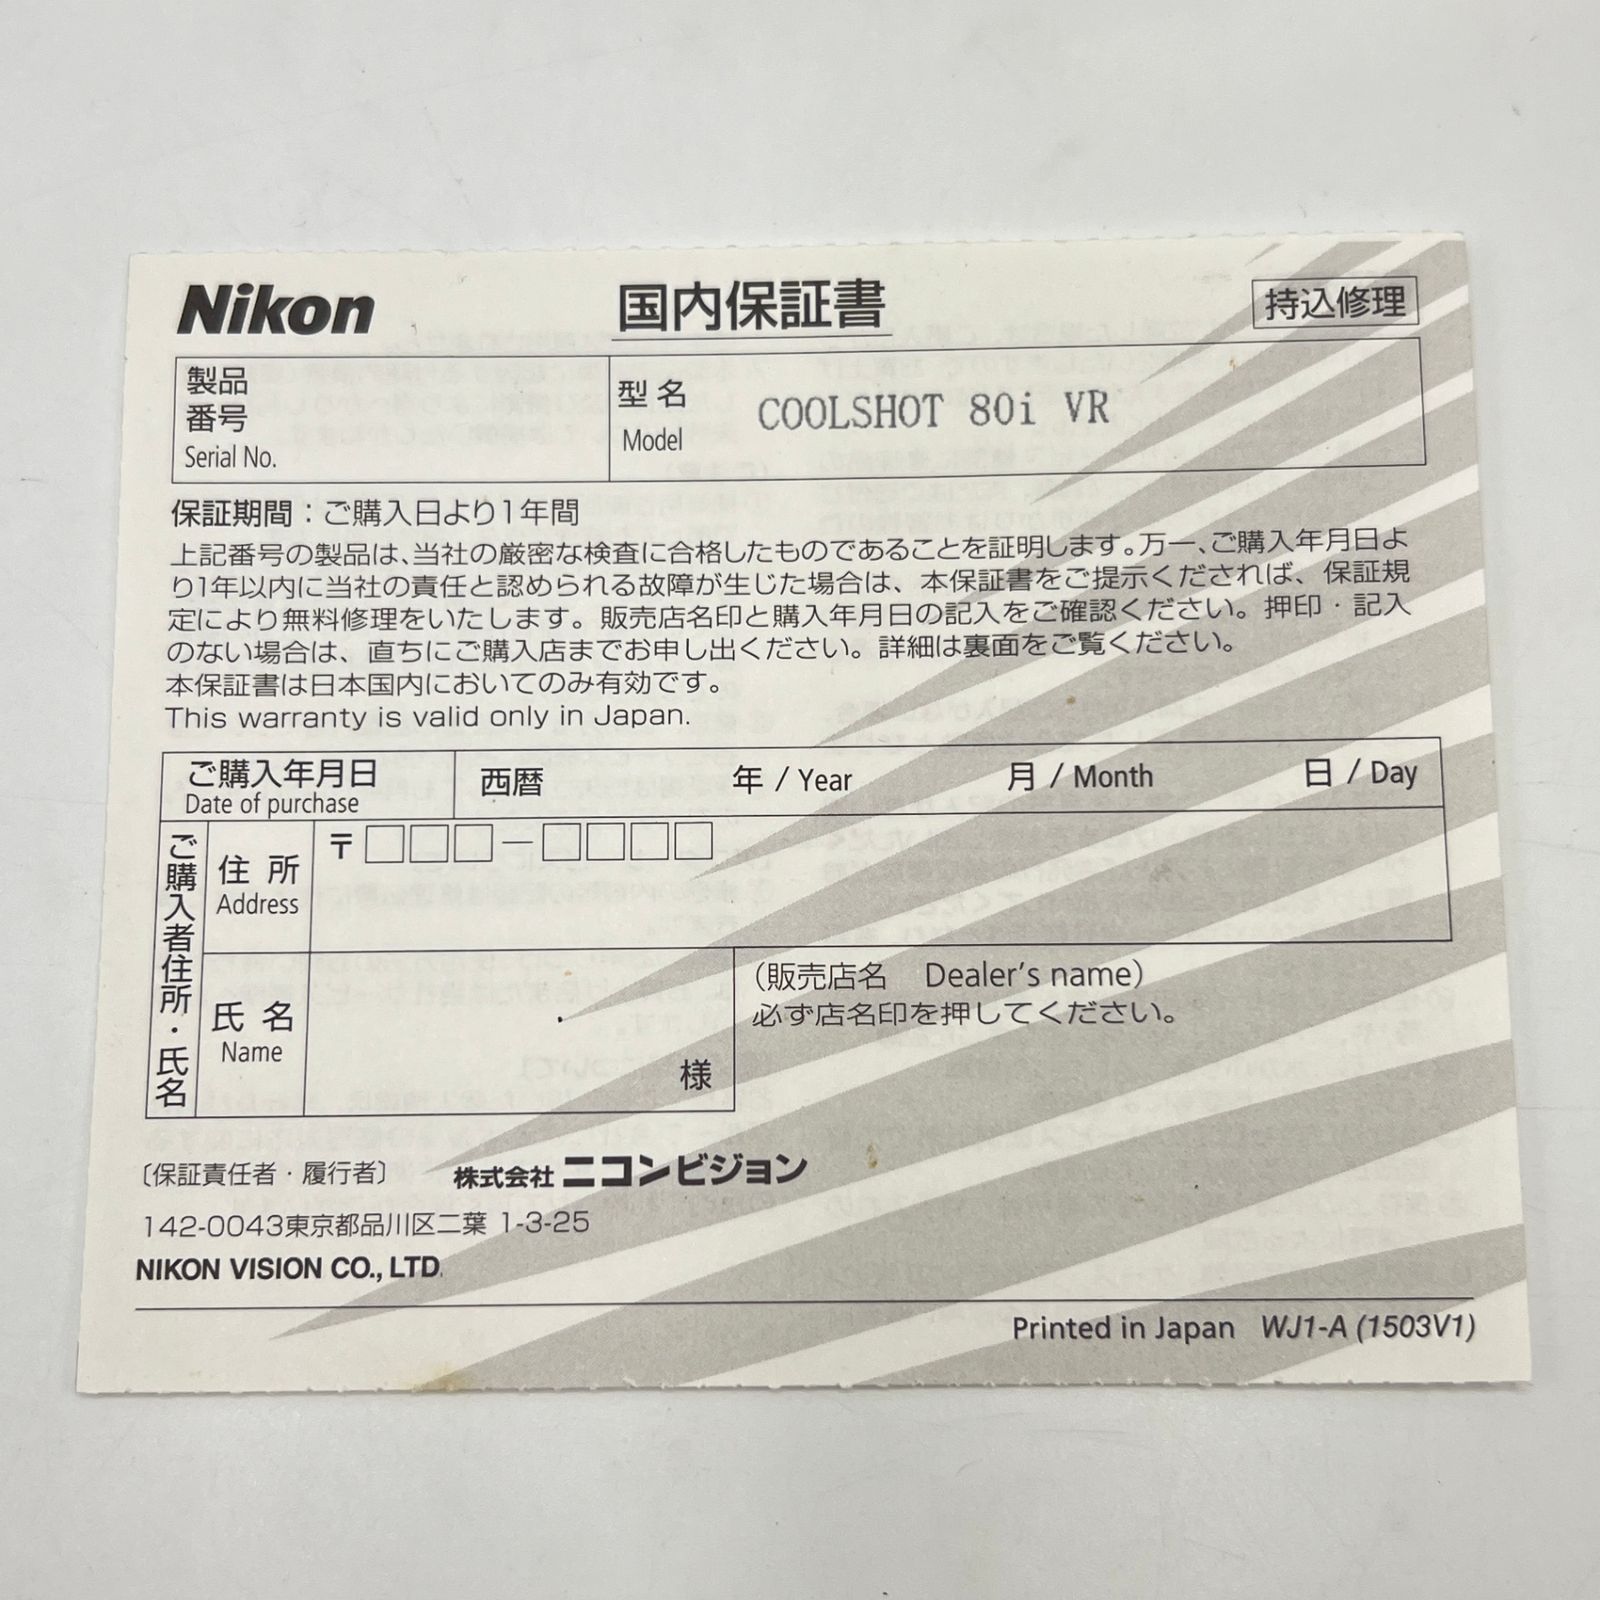 Nikon 国内保証書 持込修理
製品番号 Serial No.
型名 Model COOLSHOT 80i VR
保証期間：ご購入日より1年間
上記番号の製品は、当社の厳密な検査に合格したものであることを証明します。万一、ご購入年月日よ
り1年以内に当社の責任と認められる故障が生じた場合は、本保証書をご提示くだされば、保証規
定により無料修理をいたします。販売店名印と購入年月日の記入をご確認ください。押印・記入
のない場合は、直ちにご購入店までお申し出ください。詳細は裏面をご覧ください。
本保証書は日本国内においてのみ有効です。
This warranty is valid only in Japan.
ご購入年月日 西暦 年 / Year 月 / Month 日 / Day
Date of purchase
ご購入者住所・氏名
〒□□□－□□□□
住所
Address
氏名
Name
様
（販売店名 Dealer's name）
必ず店名印を押してください。
〔保証責任者・履行者〕 株式会社ニコンビジョン
142-0043東京都品川区二葉 1-3-25
NIKON VISION CO., LTD.
Printed in Japan WJ1-A (1503V1)